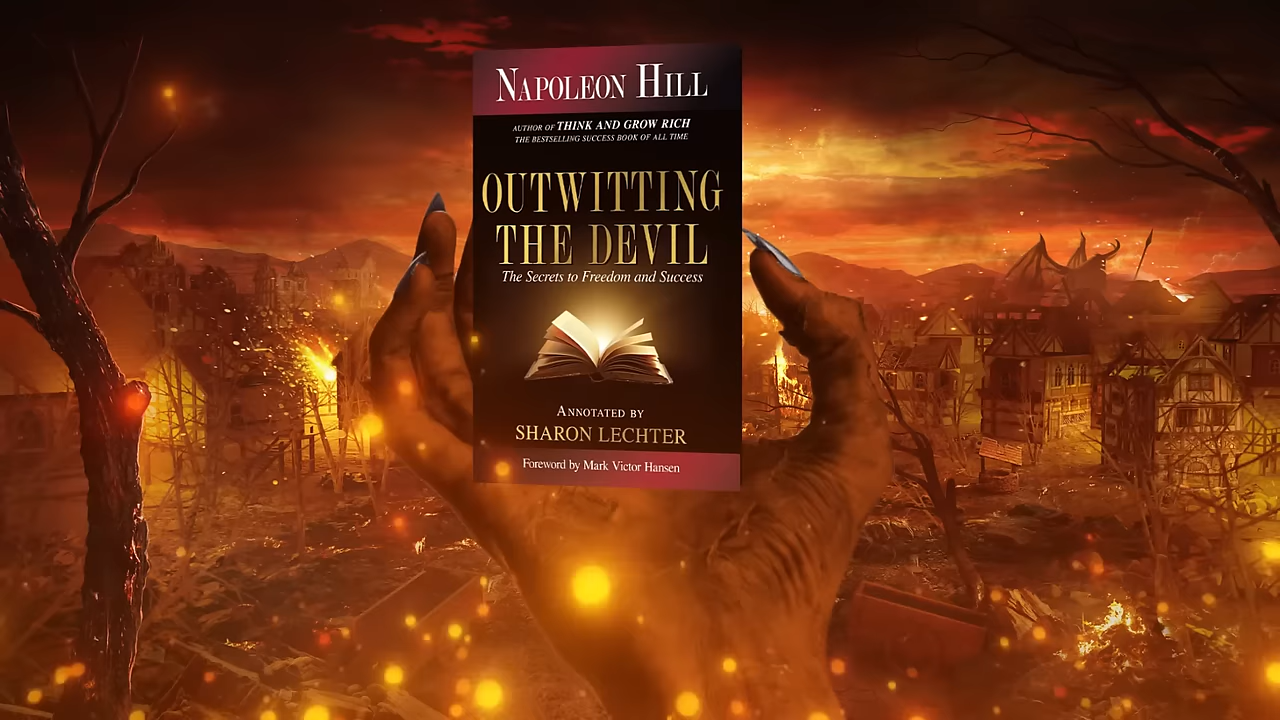 NAPOLEON HILL
AUTHOR OF THINK AND GROW RICH
THE BESTSELLING SUCCESS BOOK OF ALL TIME
OUTWITTING
THE DEVIL
The Secrets to Freedom and Success
ANNOTATED BY
SHARON LECHTER
Foreword by Mark Victor Hansen